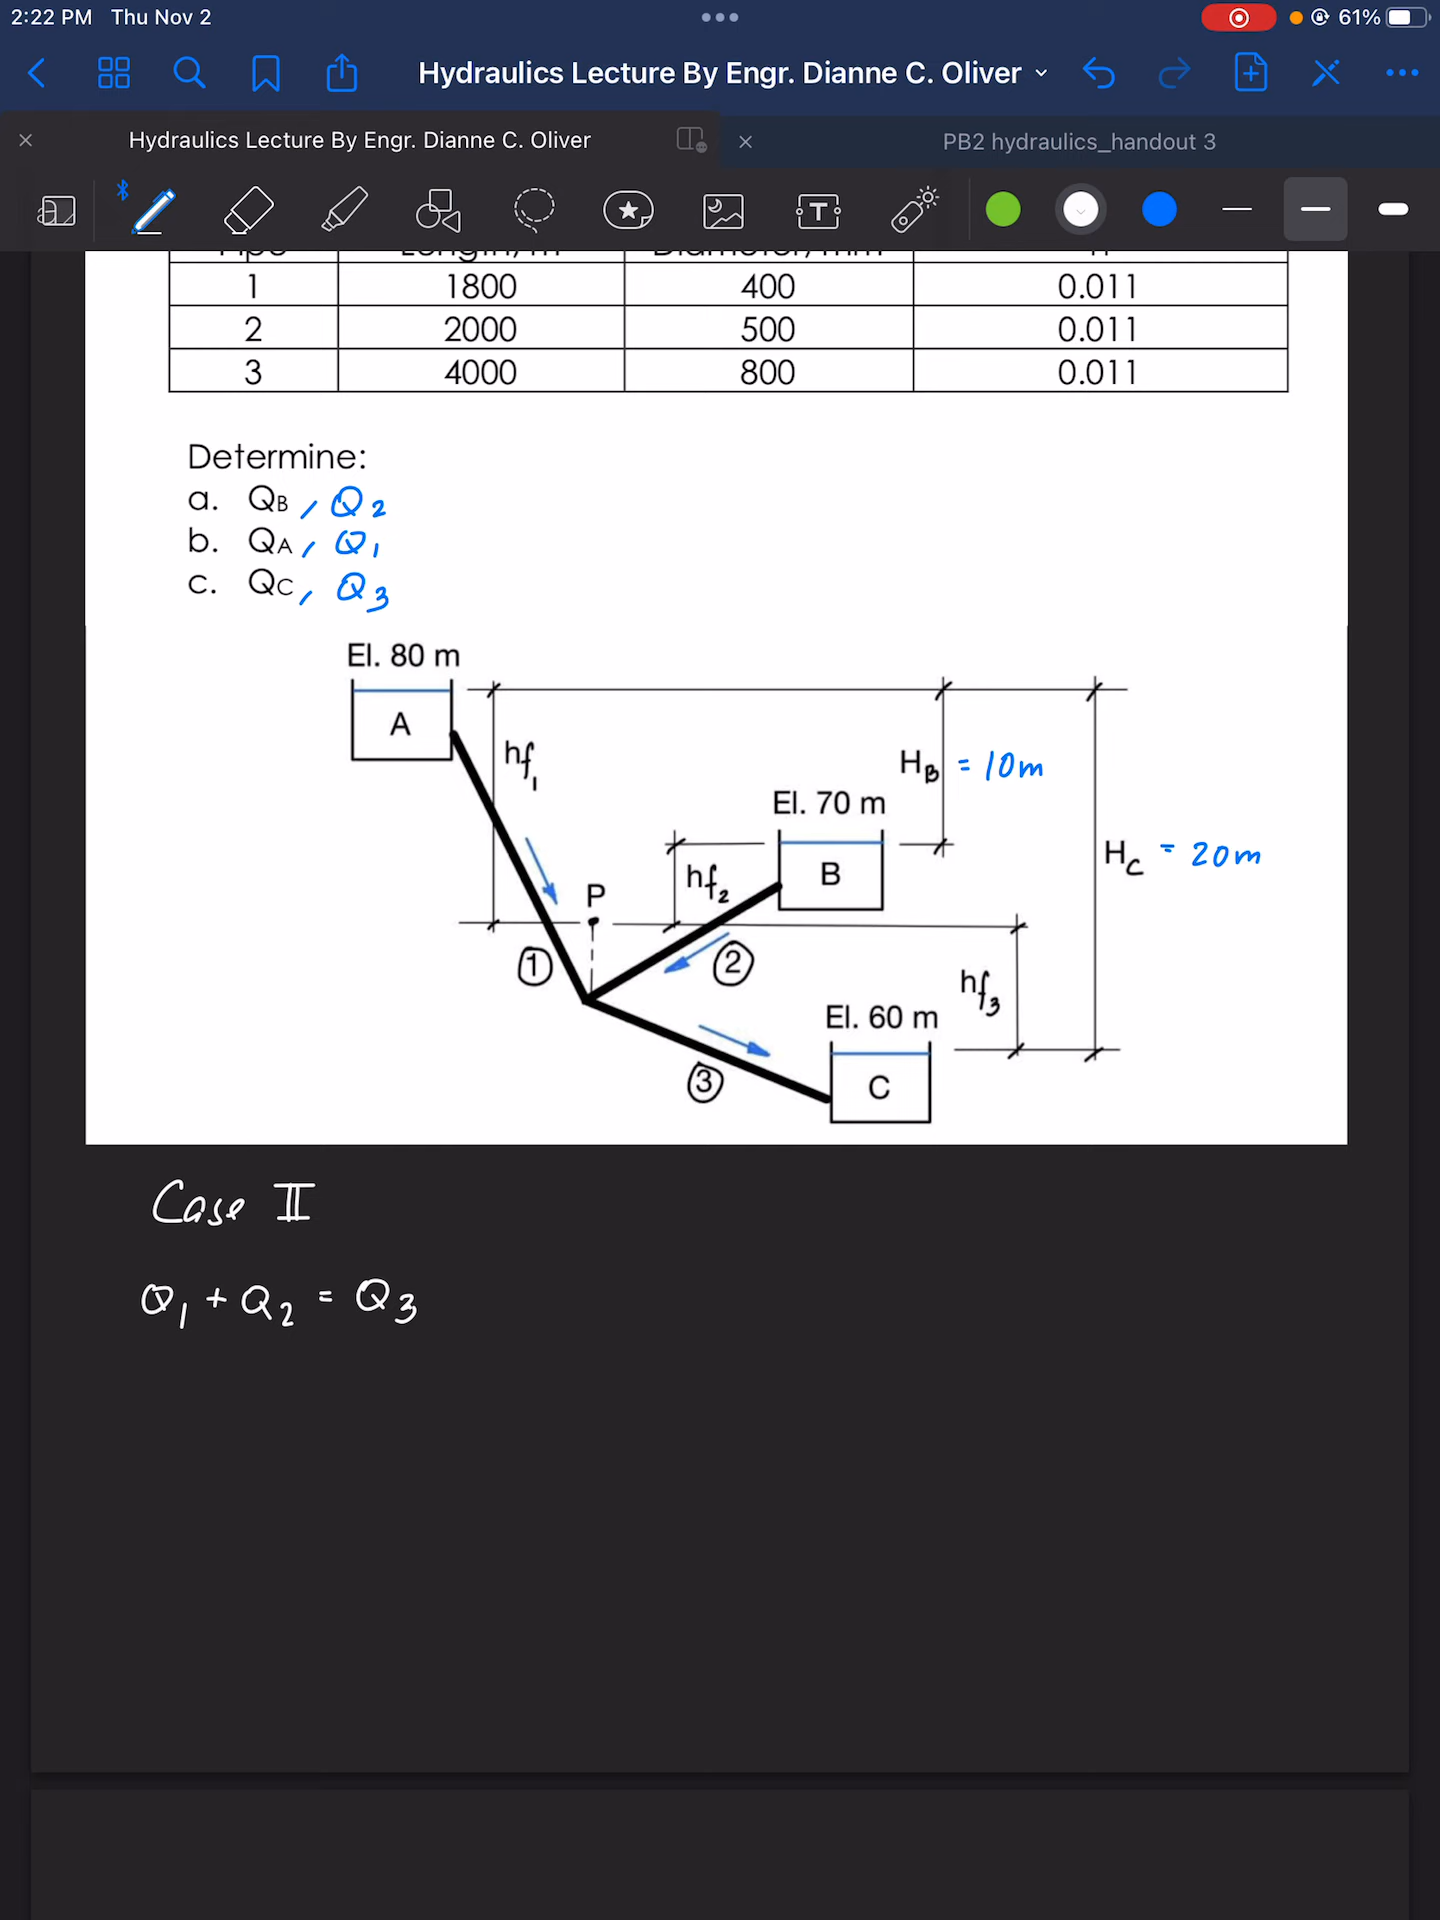 2:22 PM Thu Nov 2
61%
Hydraulics Lecture By Engr. Dianne C. Oliver
Hydraulics Lecture By Engr. Dianne C. Oliver
PB2 hydraulics_handout 3
1 1800 400 0.011
2 2000 500 0.011
3 4000 800 0.011
Determine:
a. QB, Q2
b. QA, Q1
c. QC, Q3
El. 80 m
A
hf1
HB = 10m
El. 70 m
B
hf2
HC = 20m
P
1
2
hf3
El. 60 m
3
C
Case II
Q1 + Q2 = Q3